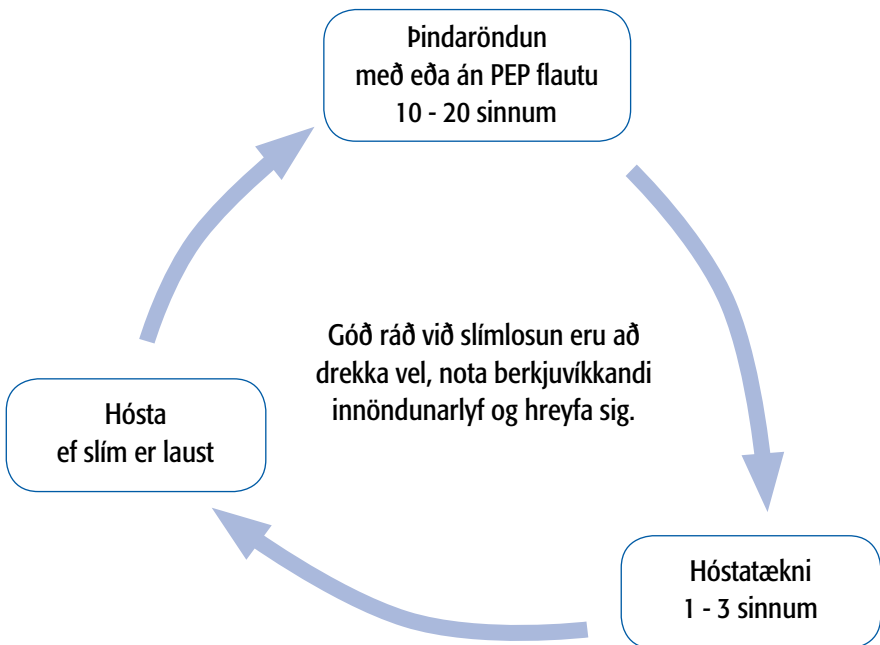 Þindaröndun
með eða án PEP flautu
10 - 20 sinnum
Góð ráð við slímlosun eru að
drekka vel, nota berkjuvíkkandi
innöndunarlyf og hreyfa sig.
Hósta
ef slím er laust
Hóstatækni
1 - 3 sinnum